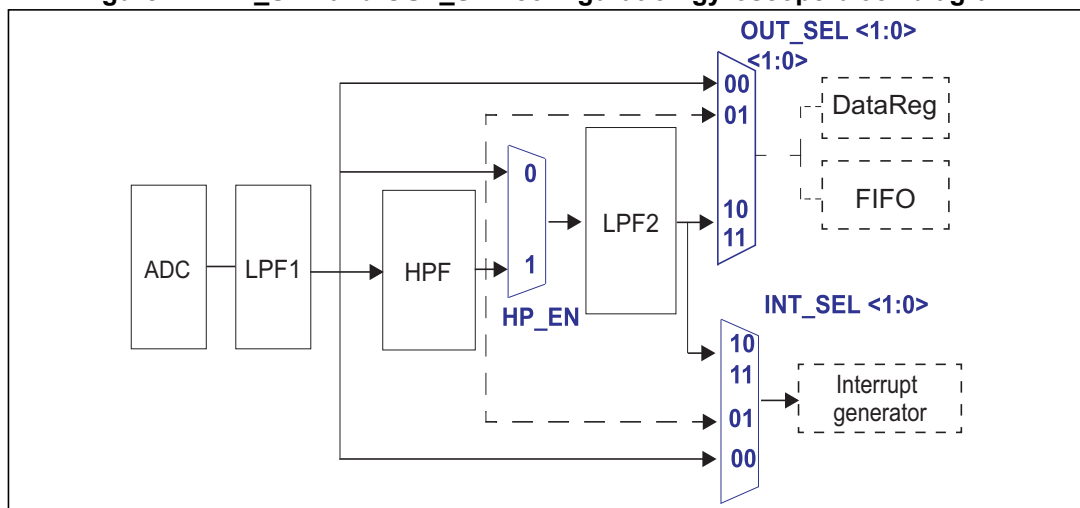 OUT_SEL <1:0>
<1:0>
00
01
10
11
DataReg
FIFO
ADC
LPF1
HPF
0
1
HP_EN
LPF2
INT_SEL <1:0>
10
11
01
00
Interrupt
generator